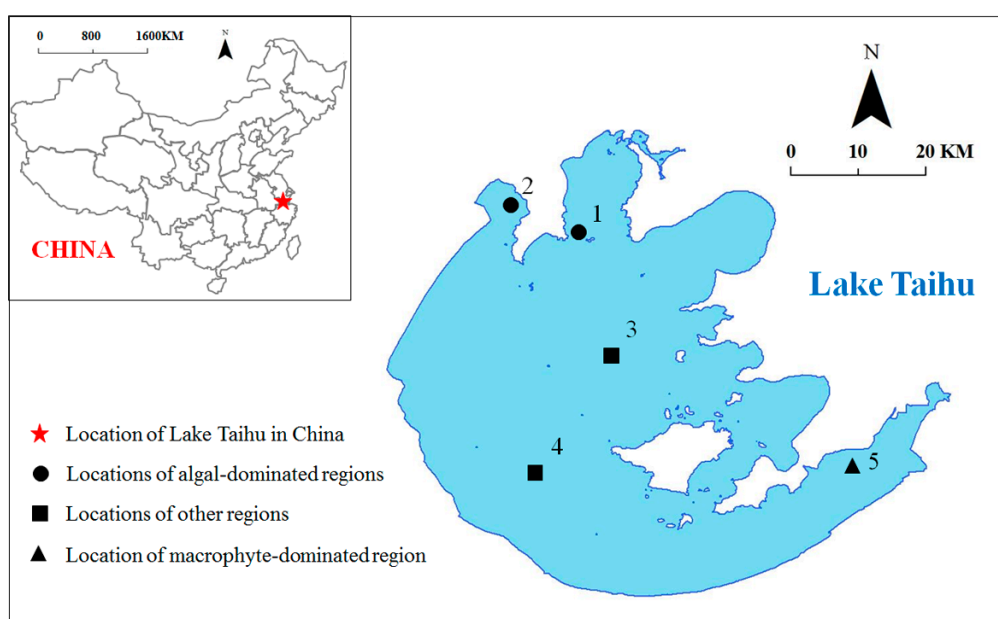 0 800 1600KM
N
CHINA
N
0 10 20 KM
2
1
Lake Taihu
3
4
5
Location of Lake Taihu in China
Locations of algal-dominated regions
Locations of other regions
Location of macrophyte-dominated region